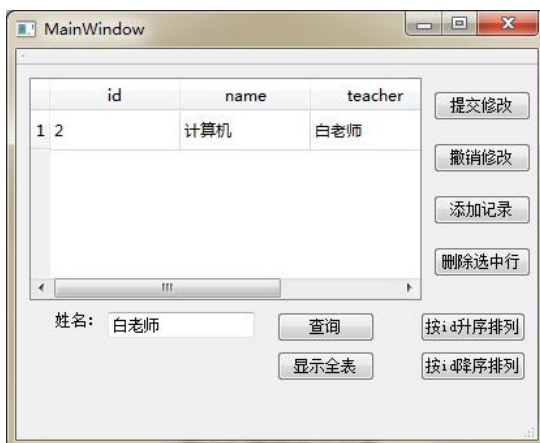 MainWindow
id name teacher
1 2 计算机 白老师
提交修改
撤销修改
添加记录
删除选中行
姓名: 白老师 查询 按id升序排列
显示全表 按id降序排列